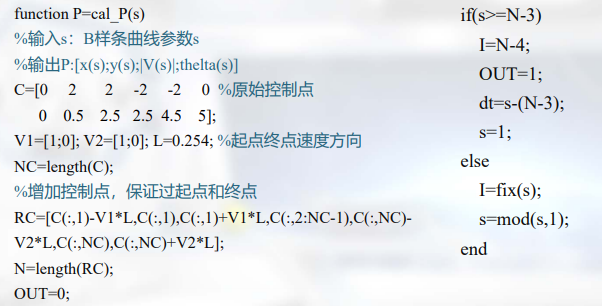 function P=cal_P(s)
%输入s：B样条曲线参数s
%输出P:[x(s);y(s);|V(s)|;thelta(s)]
C=[0 2 2 -2 -2 0 %原始控制点
0 0.5 2.5 2.5 4.5 5];
V1=[1;0]; V2=[1;0]; L=0.254; %起点终点速度方向
NC=length(C);
%增加控制点，保证过起点和终点
RC=[C(:,1)-V1*L,C(:,1),C(:,1)+V1*L,C(:,2:NC-1),C(:,NC)-
V2*L,C(:,NC),C(:,NC)+V2*L];
N=length(RC);
OUT=0;
if(s>=N-3)
I=N-4;
OUT=1;
dt=s-(N-3);
s=1;
else
I=fix(s);
s=mod(s,1);
end